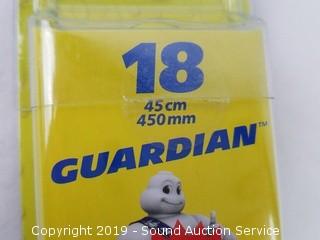 18
45cm
450mm
GUARDIAN™
Copyright 2019 - Sound Auction Service